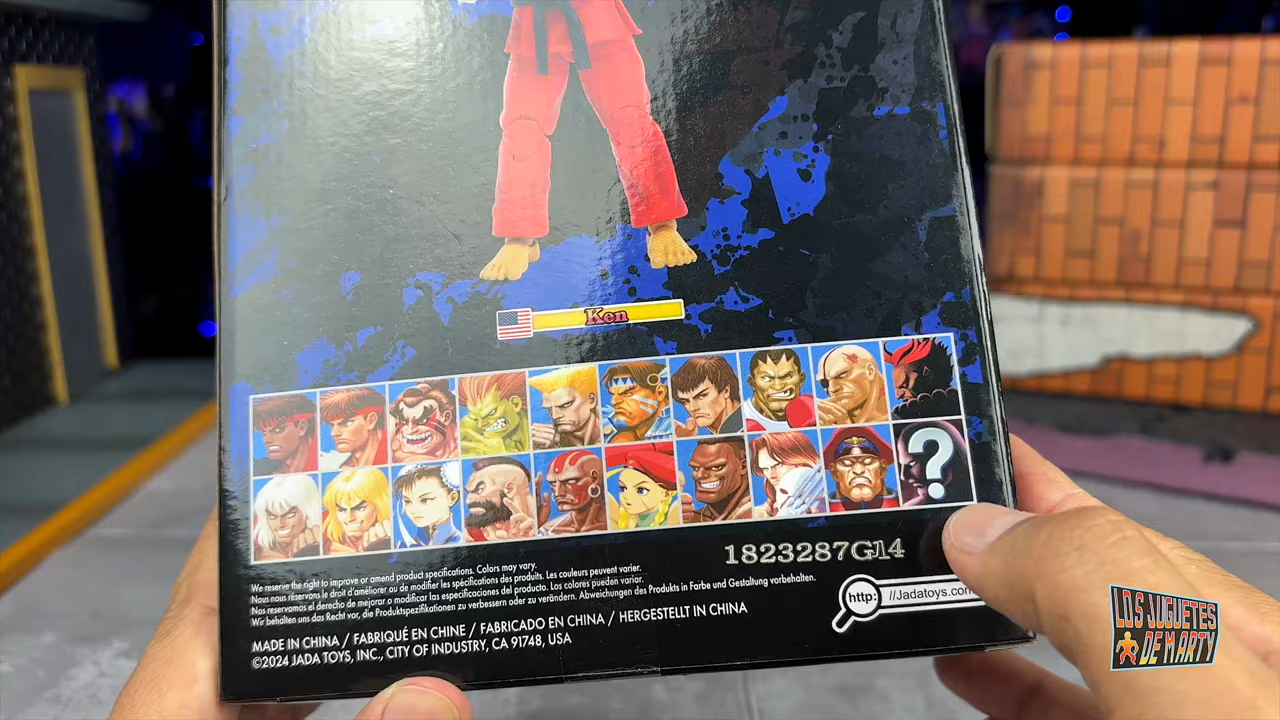 Ken
?
1823287G14
We reserve the right to improve or amend product specifications. Colors may vary.
Nous nous réservons le droit d'améliorer ou de modifier les spécifications des produits. Les couleurs peuvent varier.
Nos reservamos el derecho de mejorar o modificar las especificaciones del producto. Los colores pueden variar.
Wir behalten uns das Recht vor, die Produktspezifikationen zu verbessern oder zu verändern. Abweichungen des Produkts in Farbe und Gestaltung vorbehalten.
http: //Jadatoys.com
MADE IN CHINA / FABRIQUÉ EN CHINE / FABRICADO EN CHINA / HERGESTELLT IN CHINA
©2024 JADA TOYS, INC., CITY OF INDUSTRY, CA 91748, USA
LOS JUGUETES
DE MARTY